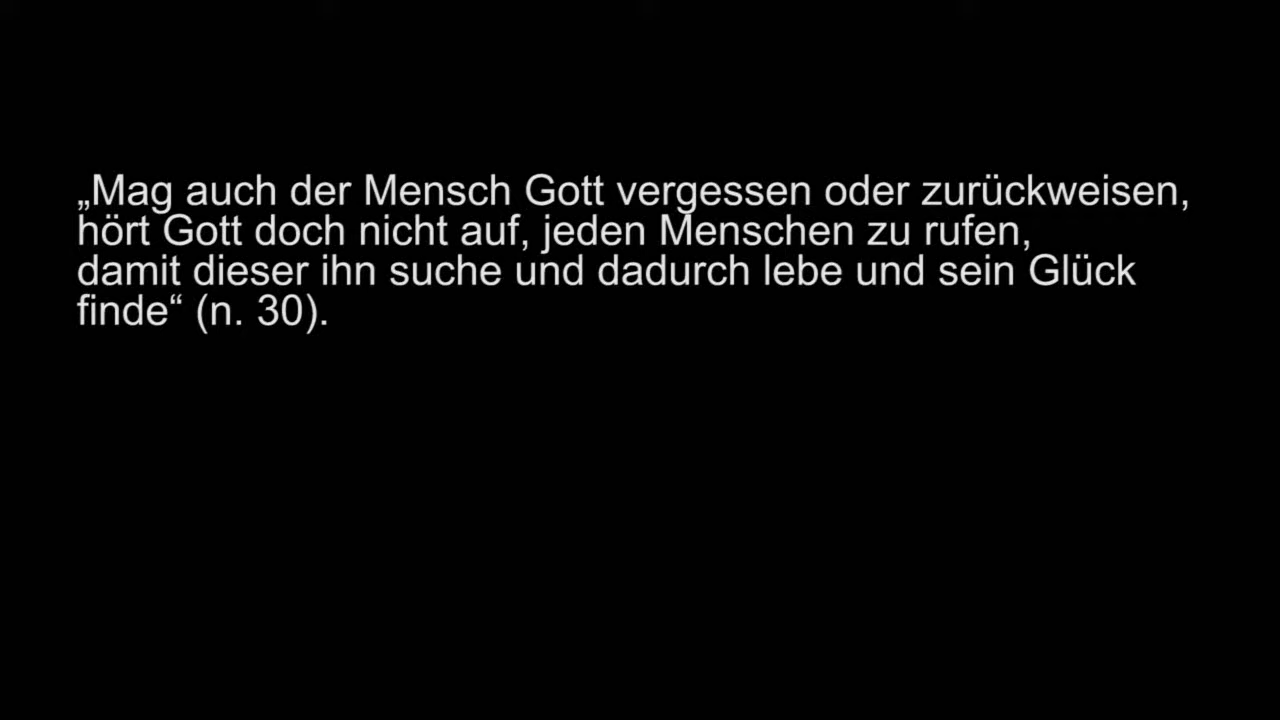 „Mag auch der Mensch Gott vergessen oder zurückweisen,
hört Gott doch nicht auf, jeden Menschen zu rufen,
damit dieser ihn suche und dadurch lebe und sein Glück
finde“ (n. 30).